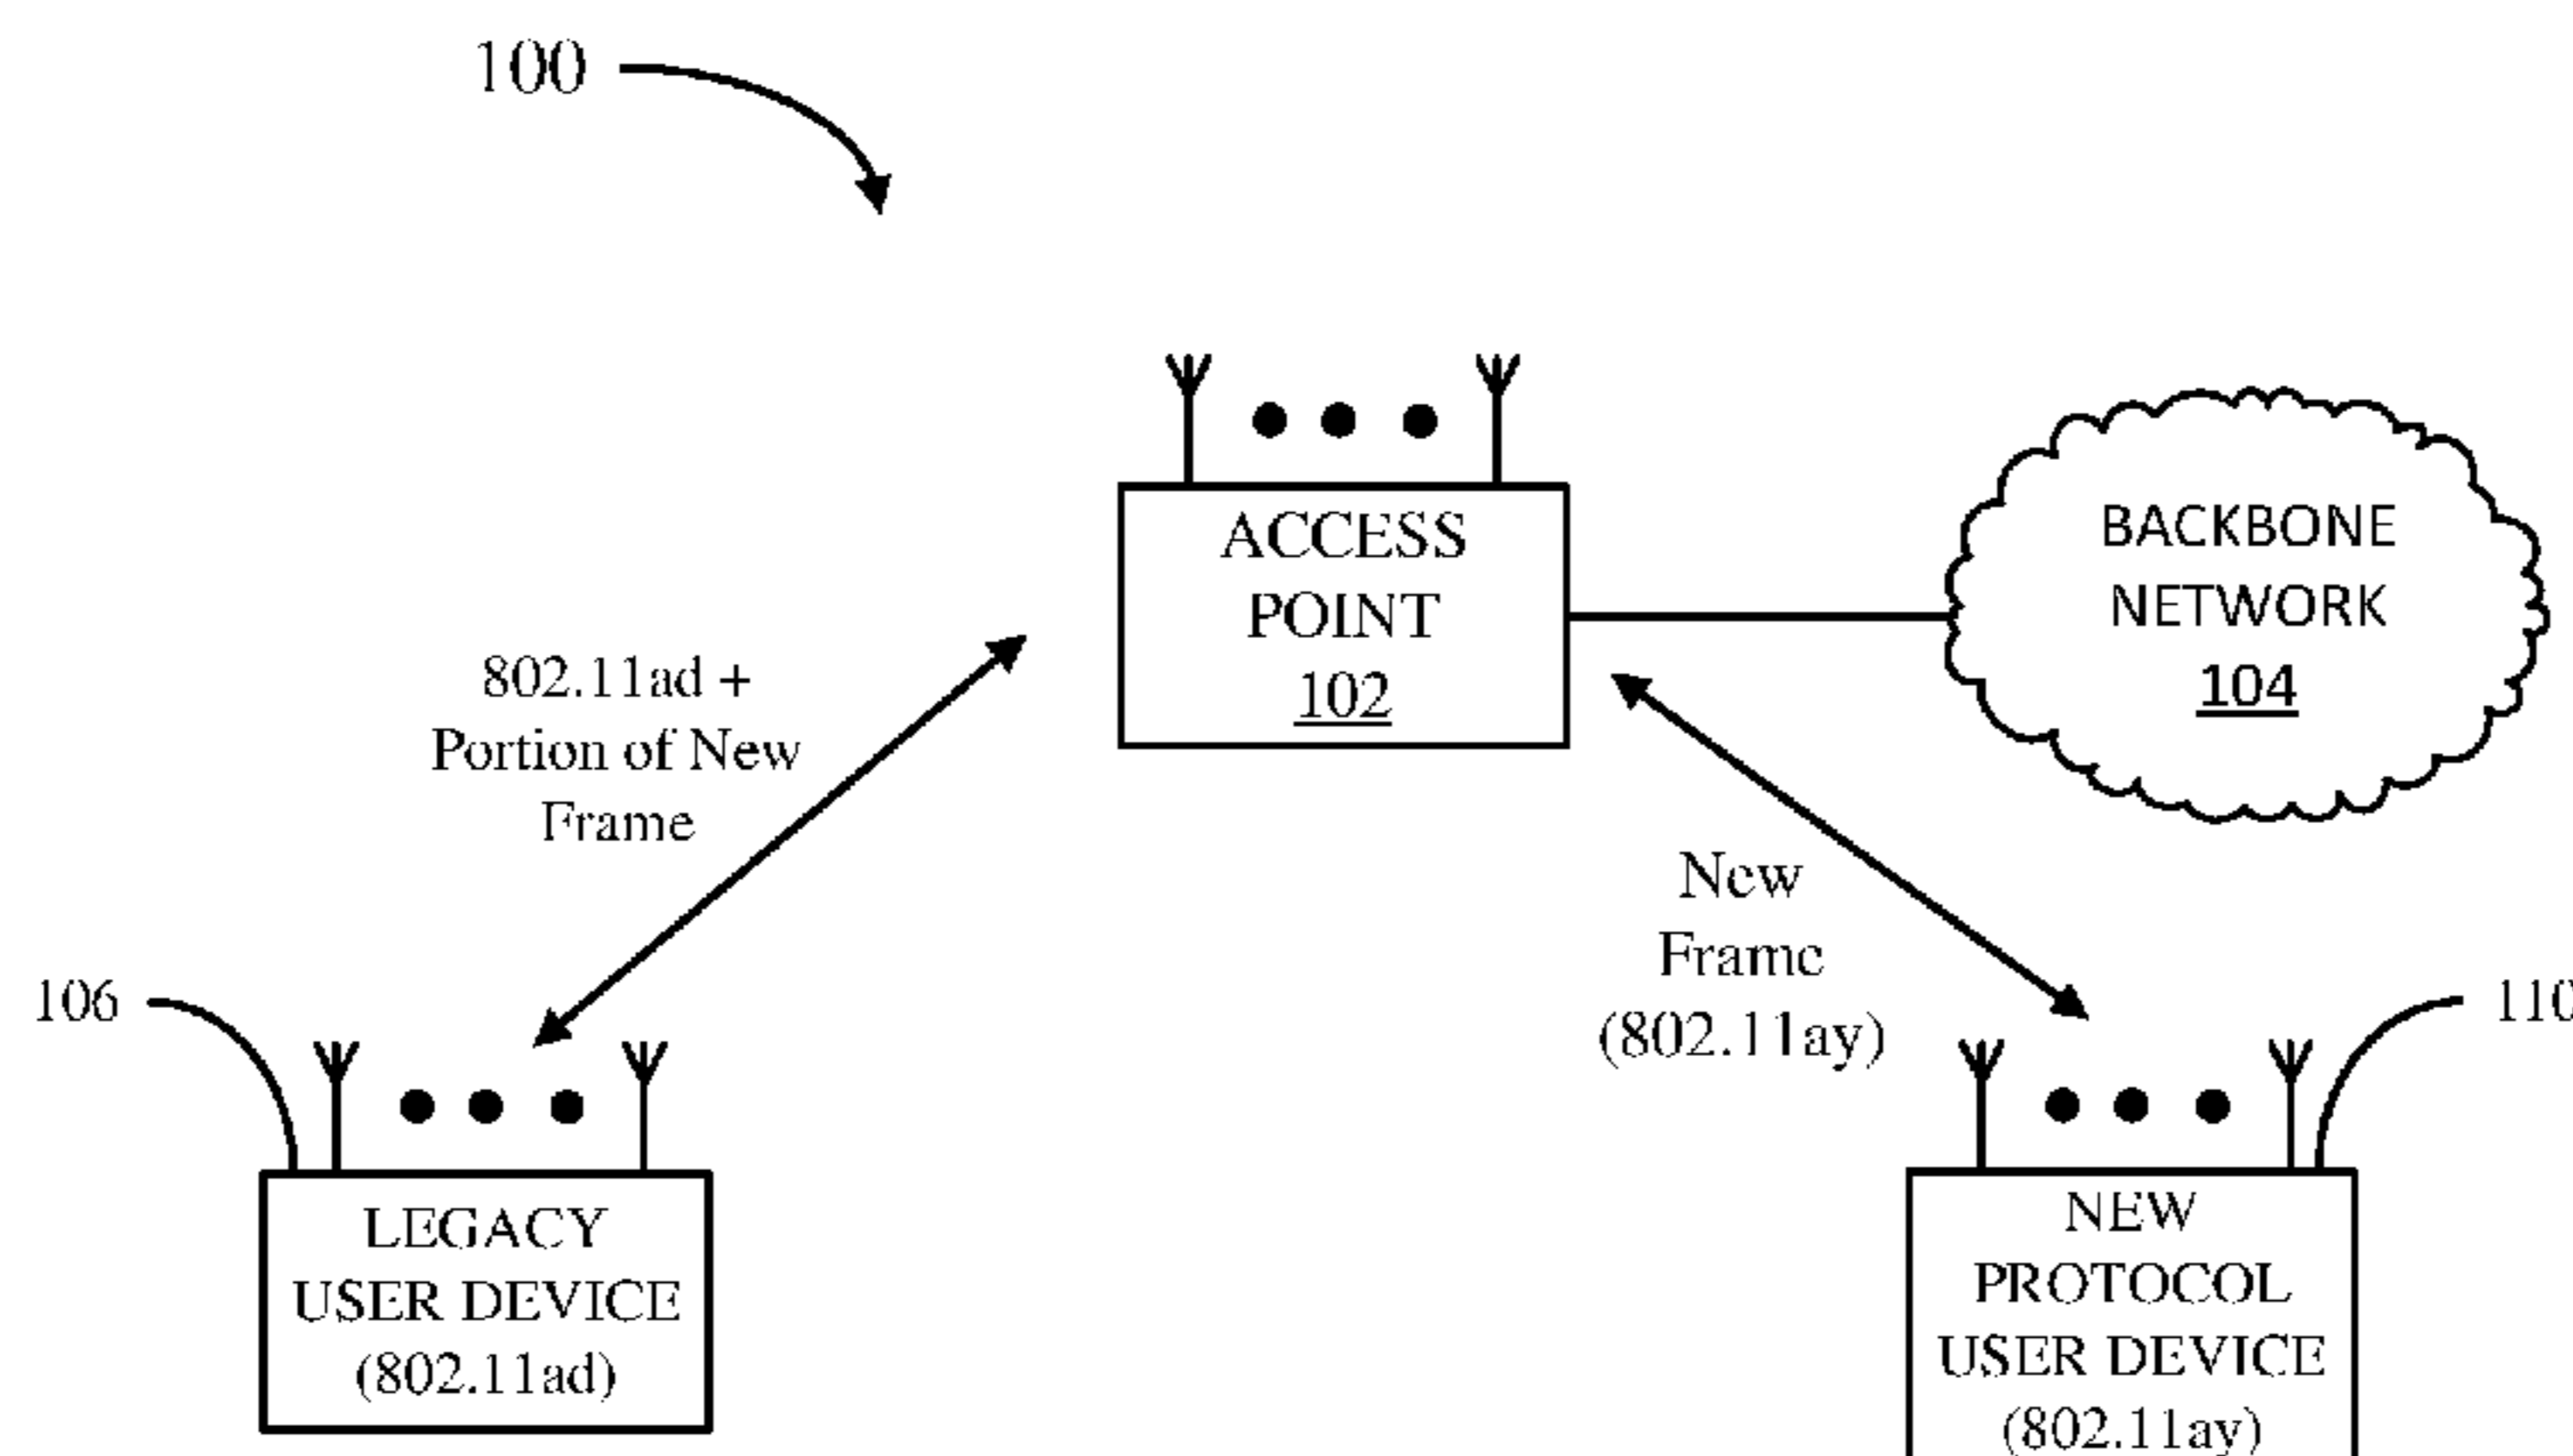 100
ACCESS
POINT
102
BACKBONE
NETWORK
104
802.11ad +
Portion of New
Frame
New
Frame
(802.11ay)
106
110
LEGACY
USER DEVICE
(802.11ad)
NEW
PROTOCOL
USER DEVICE
(802.11ay)